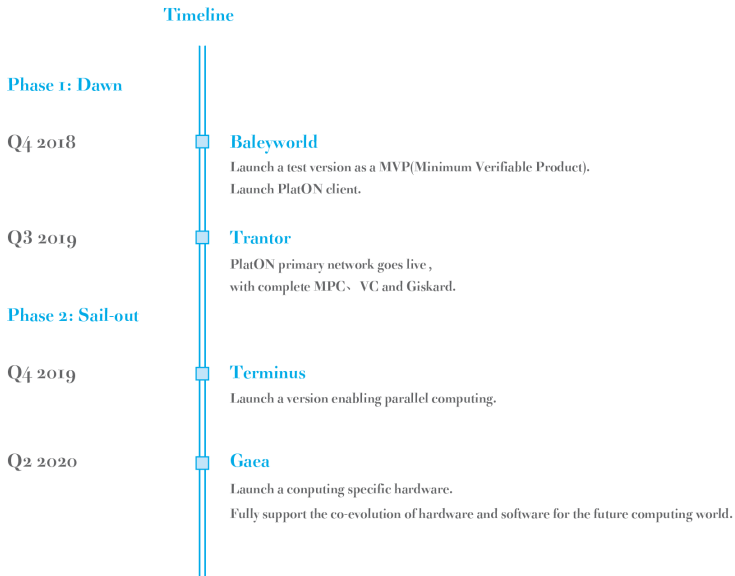 Timeline
Phase 1: Dawn
Q4 2018
Baleyworld
Launch a test version as a MVP(Minimum Verifiable Product).
Launch PlatON client.
Q3 2019
Trantor
PlatON primary network goes live ,
with complete MPC、VC and Giskard.
Phase 2: Sail-out
Q4 2019
Terminus
Launch a version enabling parallel computing.
Q2 2020
Gaea
Launch a conputing specific hardware.
Fully support the co-evolution of hardware and software for the future computing world.